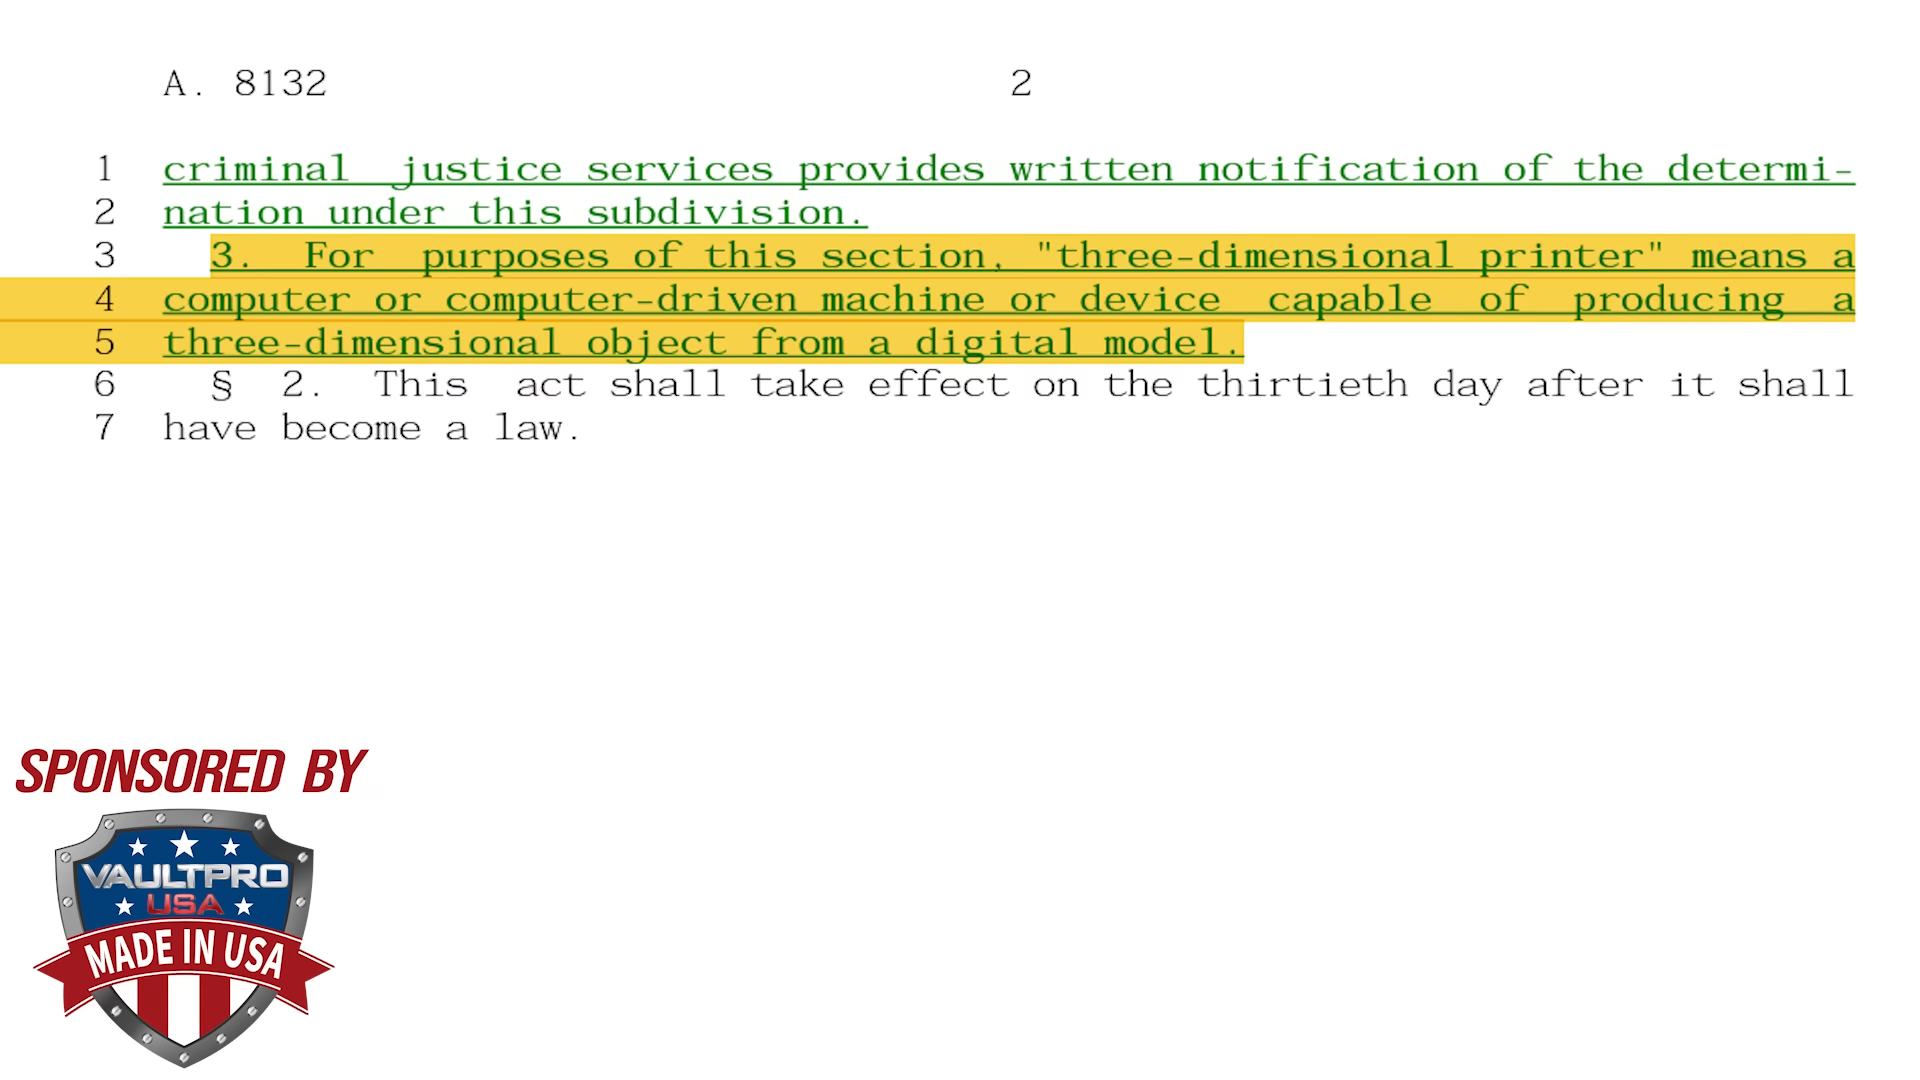 A. 8132 2
1 criminal justice services provides written notification of the determi-
2 nation under this subdivision.
3 3. For purposes of this section, "three-dimensional printer" means a
4 computer or computer-driven machine or device capable of producing a
5 three-dimensional object from a digital model.
6 § 2. This act shall take effect on the thirtieth day after it shall
7 have become a law.
SPONSORED BY
VAULTPRO
USA
MADE IN USA